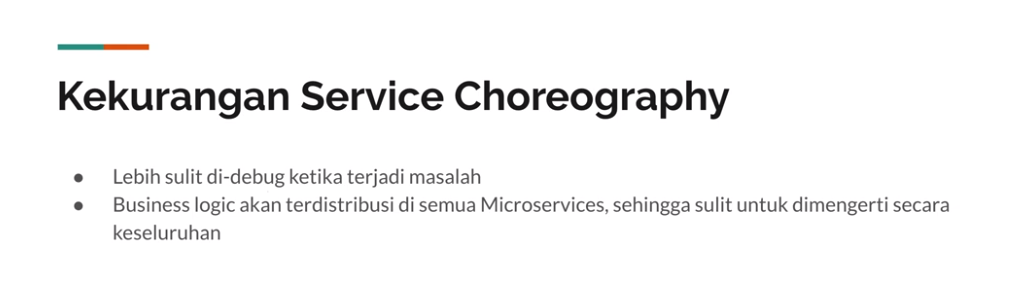 Kekurangan Service Choreography
● Lebih sulit di-debug ketika terjadi masalah
● Business logic akan terdistribusi di semua Microservices, sehingga sulit untuk dimengerti secara
keseluruhan